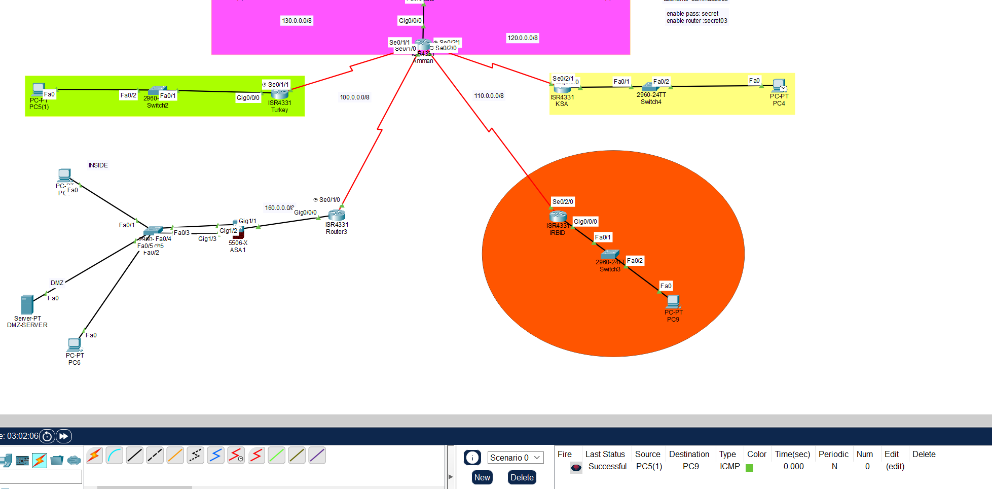 enable pass: secret
enable router :secret03
130.0.0.0/8
Gig0/0/0
120.0.0.0/8
Se0/1/1
Se0/2/0
ISR4331
Amman
Fa0
PC5(1)
Fa0/2
Fa0/1
2960-24TT
Switch2
Gig0/0/0
Se0/1/1
ISR4331
Turkey
100.0.0.0/8
110.0.0.0/8
Se0/2/1
ISR4331
KSA
Fa0/1
Fa0/2
2960-24TT
Switch4
Fa0
PC-PT
PC4
INSIDE
Fa0
Fa0/1
Fa0/4
Fa0/3
Fa0/2
Gig1/1
Gig1/2
Gig1/3
5506-X
ASA1
160.0.0.0/8
Gig0/0/0
Se0/1/0
ISR4331
Router3
DMZ
Fa0
Server-PT
DMZ-SERVER
Fa0
PC-PT
PC6
Se0/2/0
ISR4331
IRBID
Gig0/0/0
Fa0/1
Switch3
Fa0/2
Fa0
PC-PT
PC9
e: 03:02:06
Scenario 0
New
Delete
Fire Last Status Source Destination Type Color Time(sec) Periodic Num Edit Delete
Successful PC5(1) PC9 ICMP 0.000 N 0 (edit)